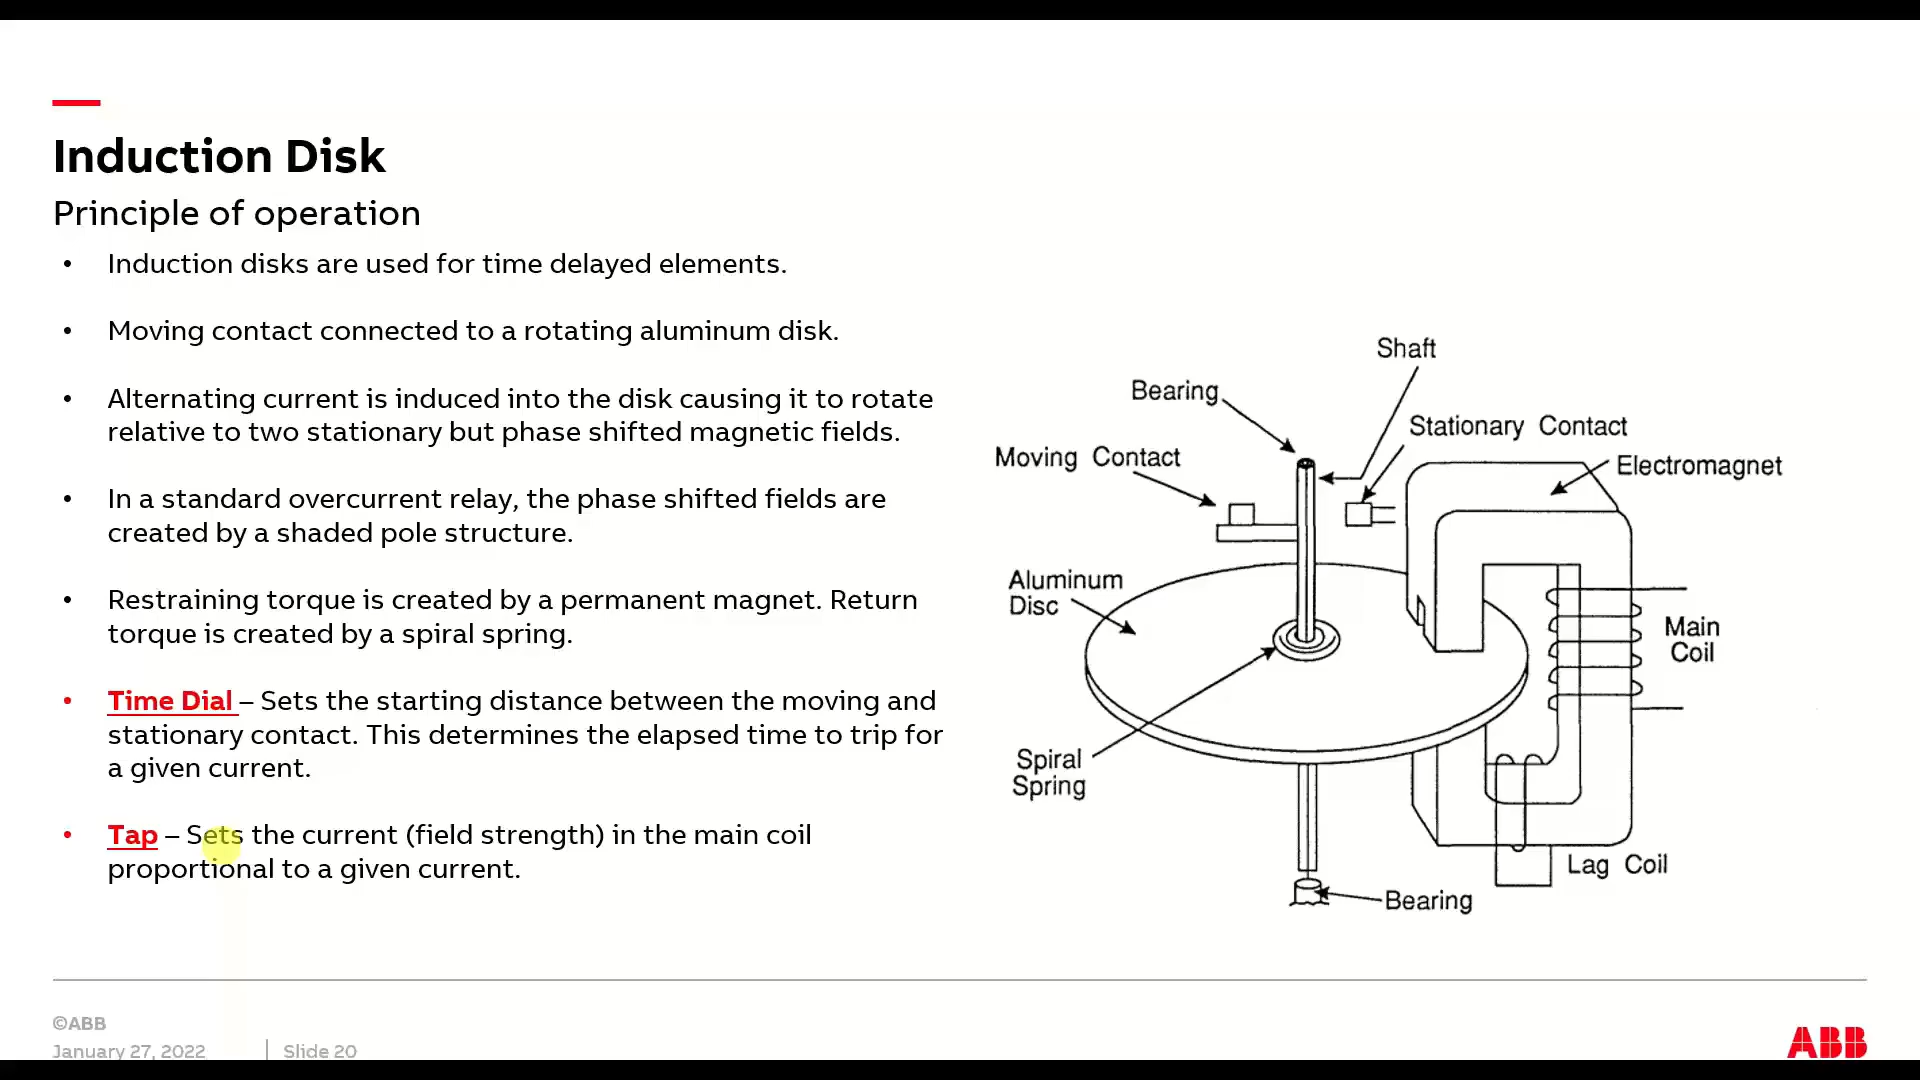 Induction Disk
Principle of operation
• Induction disks are used for time delayed elements.
• Moving contact connected to a rotating aluminum disk.
• Alternating current is induced into the disk causing it to rotate
relative to two stationary but phase shifted magnetic fields.
• In a standard overcurrent relay, the phase shifted fields are
created by a shaded pole structure.
• Restraining torque is created by a permanent magnet. Return
torque is created by a spiral spring.
• Time Dial – Sets the starting distance between the moving and
stationary contact. This determines the elapsed time to trip for
a given current.
• Tap – Sets the current (field strength) in the main coil
proportional to a given current.
Shaft
Bearing
Stationary Contact
Moving Contact
Electromagnet
Aluminum
Disc
Main
Coil
Spiral
Spring
Lag Coil
Bearing
©ABB
January 27, 2022
Slide 20
ABB